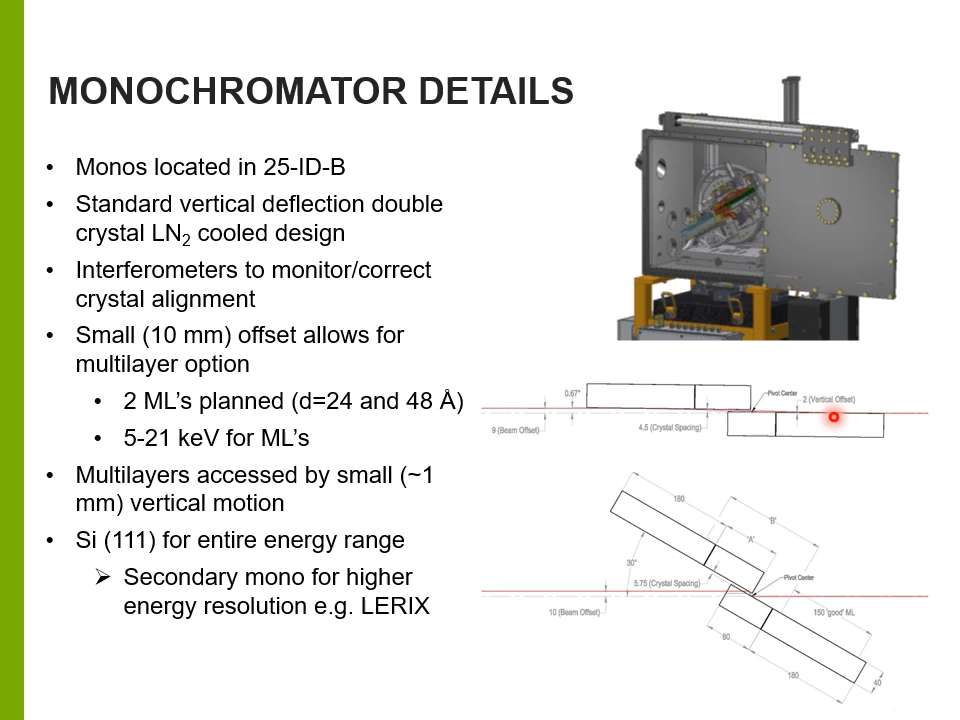 MONOCHROMATOR DETAILS
• Monos located in 25-ID-B
• Standard vertical deflection double
crystal LN2 cooled design
• Interferometers to monitor/correct
crystal alignment
• Small (10 mm) offset allows for
multilayer option
• 2 ML’s planned (d=24 and 48 Å)
• 5-21 keV for ML’s
• Multilayers accessed by small (~1
mm) vertical motion
• Si (111) for entire energy range
➢ Secondary mono for higher
energy resolution e.g. LERIX
0.67°
Pivot Center
2 (Vertical Offset)
9 (Beam Offset)
4.5 (Crystal Spacing)
180
'B'
'A'
30°
5.75 (Crystal Spacing)
Pivot Center
10 (Beam Offset)
150 'good' ML
80
180
40